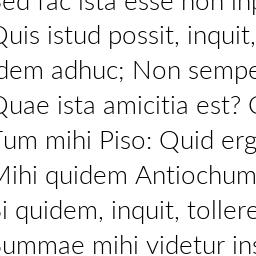 Sed fac ista esse non inp
Quis istud possit, inquit,
dem adhuc; Non sempe
Quae ista amicitia est? Q
Tum mihi Piso: Quid erg
Mihi quidem Antiochum
Si quidem, inquit, tollere
Summae mihi videtur ins